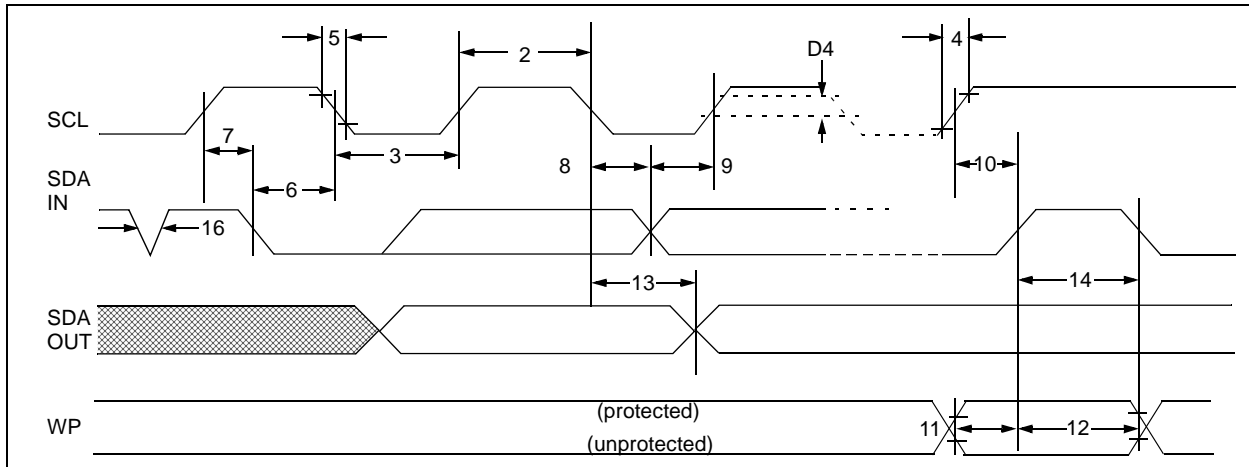 5
2
D4
4
SCL
7
3
8
9
10
SDA
IN
6
16
13
14
SDA
OUT
WP
(protected)
(unprotected)
11
12